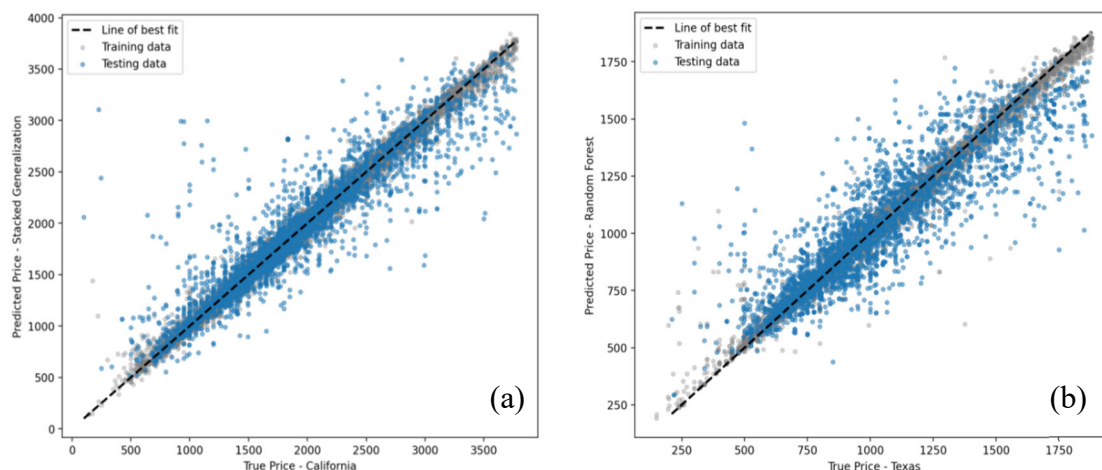 4000
3500
3000
2500
2000
1500
1000
500
0
Predicted Price - Stacked Generalization
Line of best fit
Training data
Testing data
(a)
0 500 1000 1500 2000 2500 3000 3500
True Price - California
1750
1500
1250
1000
750
500
250
Predicted Price - Random Forest
Line of best fit
Training data
Testing data
(b)
250 500 750 1000 1250 1500 1750
True Price - Texas